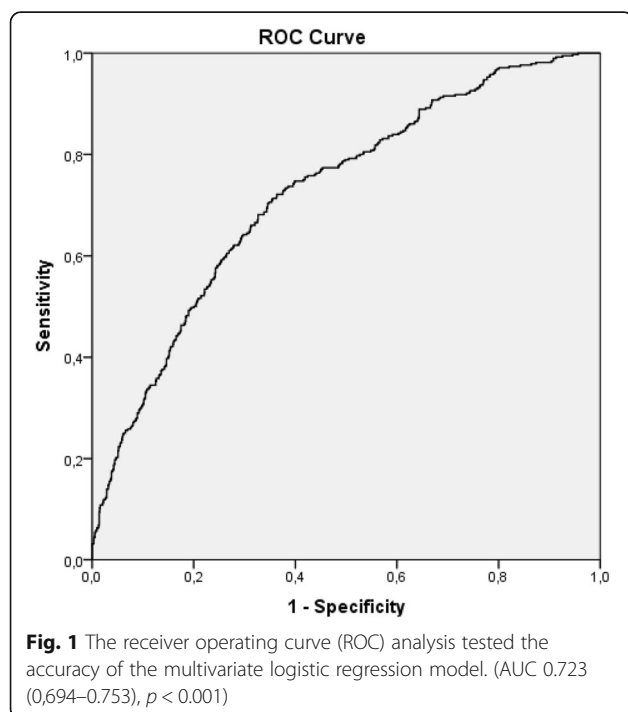 ROC Curve
1,0
0,8
0,6
0,4
0,2
0,0
Sensitivity
0,0 0,2 0,4 0,6 0,8 1,0
1 - Specificity
Fig. 1 The receiver operating curve (ROC) analysis tested the
accuracy of the multivariate logistic regression model. (AUC 0.723
(0,694–0.753), p < 0.001)